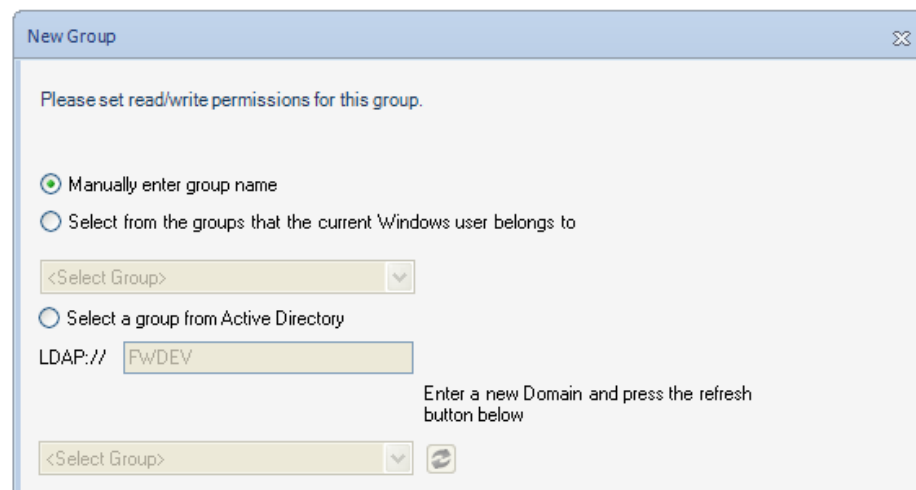 New Group
Please set read/write permissions for this group.
Manually enter group name
Select from the groups that the current Windows user belongs to
<Select Group>
Select a group from Active Directory
LDAP:// FWDEV
Enter a new Domain and press the refresh
button below
<Select Group>